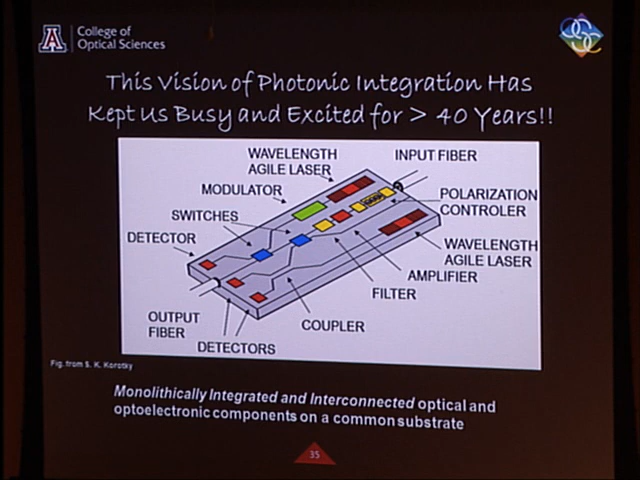 College of
Optical Sciences
This Vision of Photonic Integration Has
Kept Us Busy and Excited for > 40 Years!!
WAVELENGTH
AGILE LASER
INPUT FIBER
MODULATOR
POLARIZATION
CONTROLER
SWITCHES
DETECTOR
WAVELENGTH
AGILE LASER
AMPLIFIER
FILTER
OUTPUT
FIBER
COUPLER
DETECTORS
Fig. from S. K. Korotky
Monolithically Integrated and Interconnected optical and
optoelectronic components on a common substrate
35